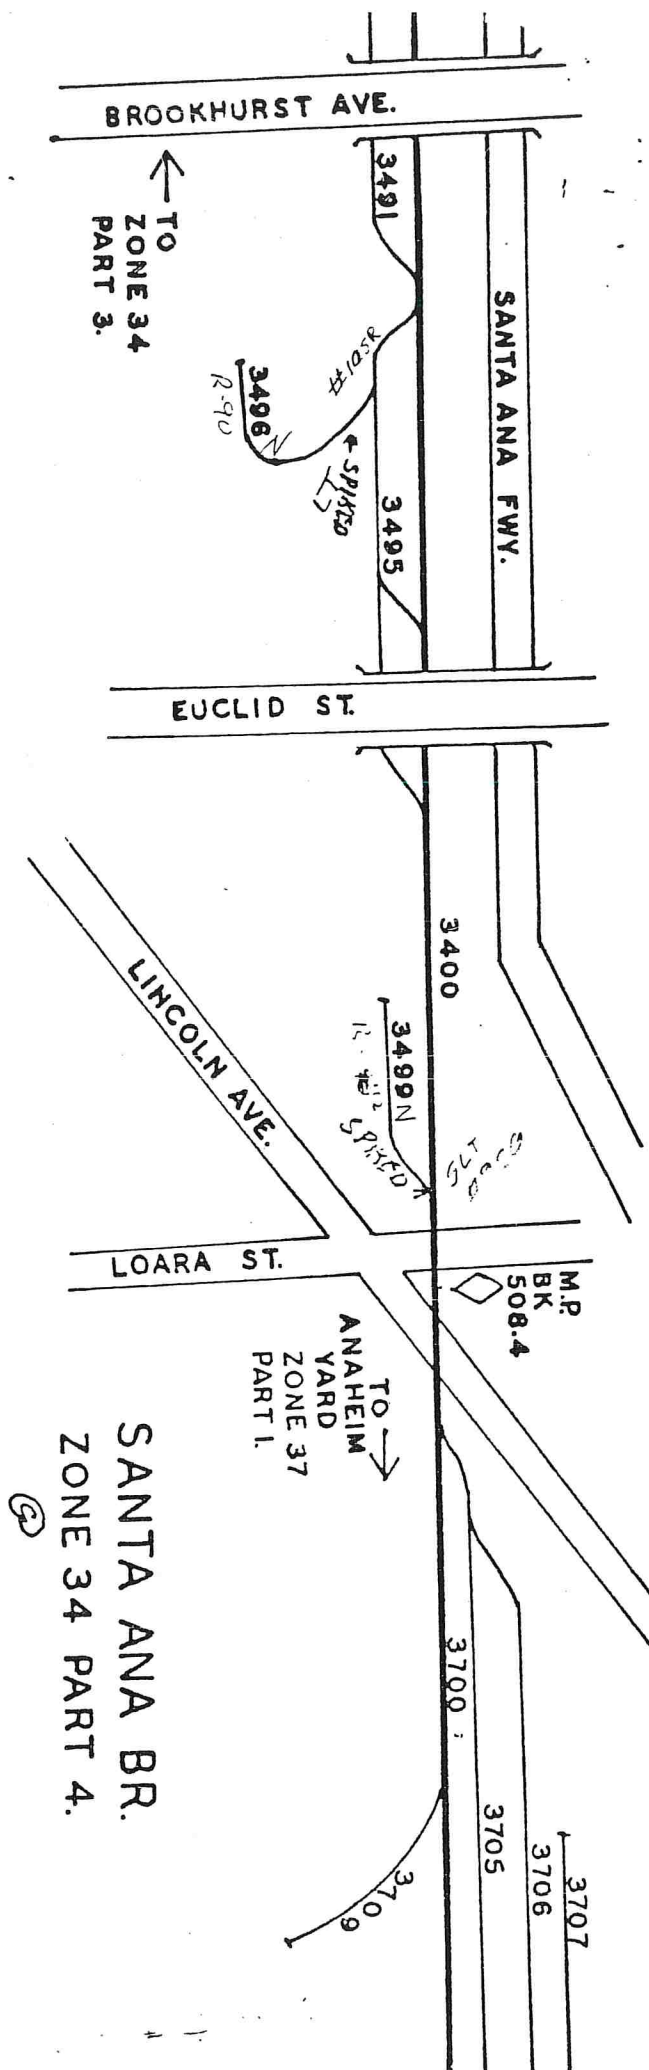 BROOKHURST AVE.
TO
ZONE 34
PART 3.
3491
SANTA ANA FWY.
#10SR
3496
N
R-90
SPIKED
3495
EUCLID ST.
3400
LINCOLN AVE.
3499N
SPIKED
LOARA ST.
M.P.
BK
508.4
TO
ANAHEIM
YARD
ZONE 37
PART 1.
3700
3705
3706
3707
3709
SANTA ANA BR.
ZONE 34 PART 4.